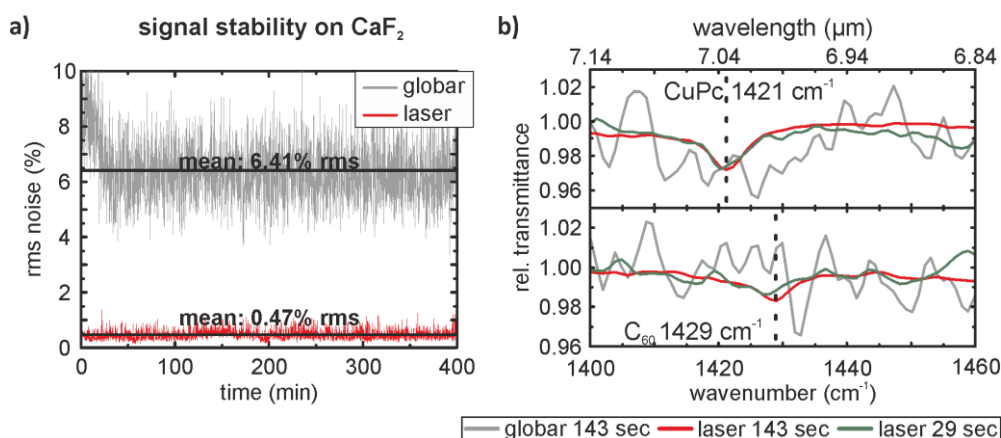 a)
signal stability on CaF₂
10
8
6
4
2
0
rms noise (%)
globar
laser
mean: 6.41% rms
mean: 0.47% rms
0 100 200 300 400
time (min)
b)
wavelength (µm)
7.14 7.04 6.94 6.84
CuPc 1421 cm⁻¹
1.02
1.00
0.98
0.96
rel. transmittance
1.02
1.00
0.98
0.96
C₆₀ 1429 cm⁻¹
1400 1420 1440 1460
wavenumber (cm⁻¹)
globar 143 sec laser 143 sec laser 29 sec